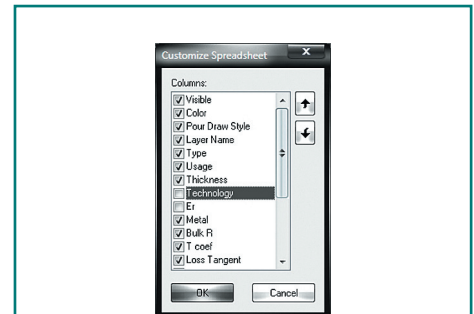 Customize Spreadsheet
Columns:
Visible
Color
Pour Draw Style
Layer Name
Type
Usage
Thickness
Technology
Er
Metal
Bulk R
T coef
Loss Tangent
OK
Cancel